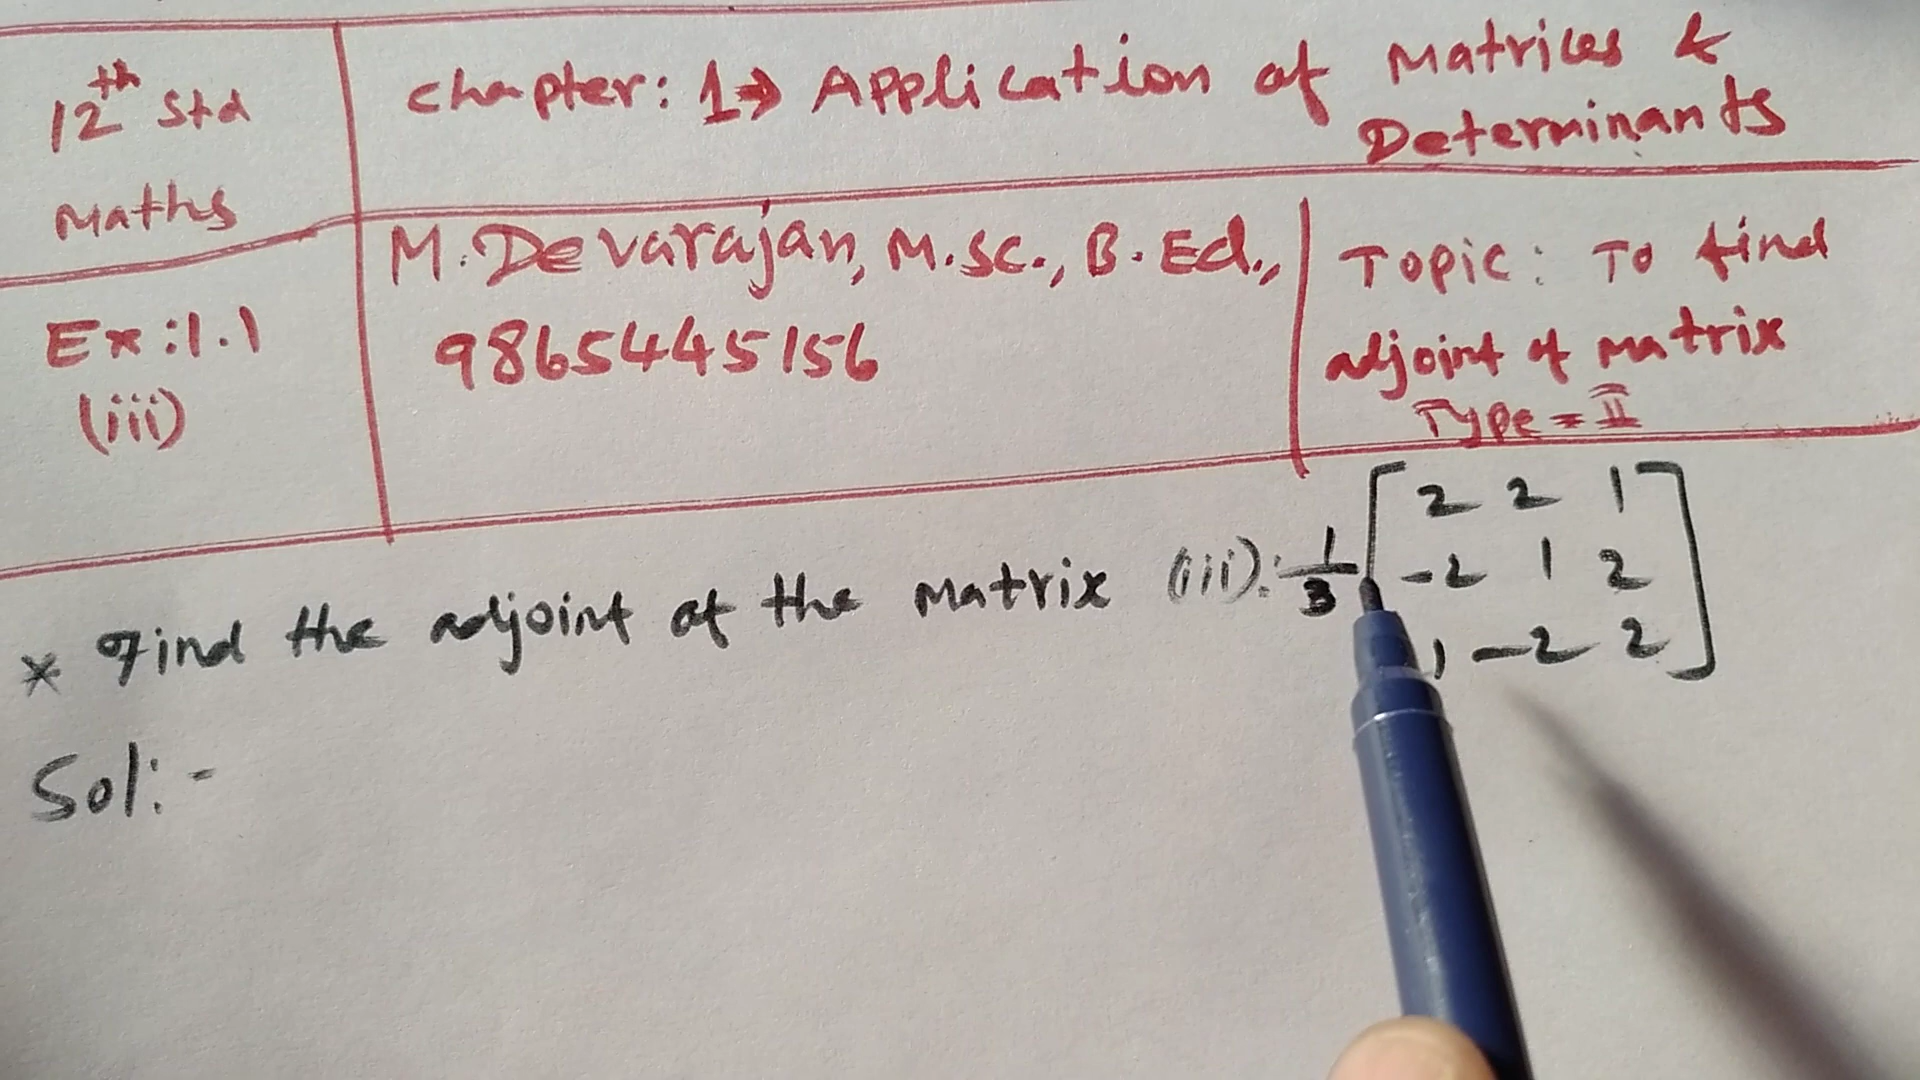 12th Std
Maths
Chapter: 1→ Application of Matrices &
Determinants
Ex:1.1
(iii)
M. Devarajan, M.Sc., B.Ed.,
9865445156
Topic: To find
adjoint of matrix
Type = II
* Find the adjoint of the matrix (iii): 1/3 [
2 2 1
-2 1 2
1 -2 2
]
Sol:-